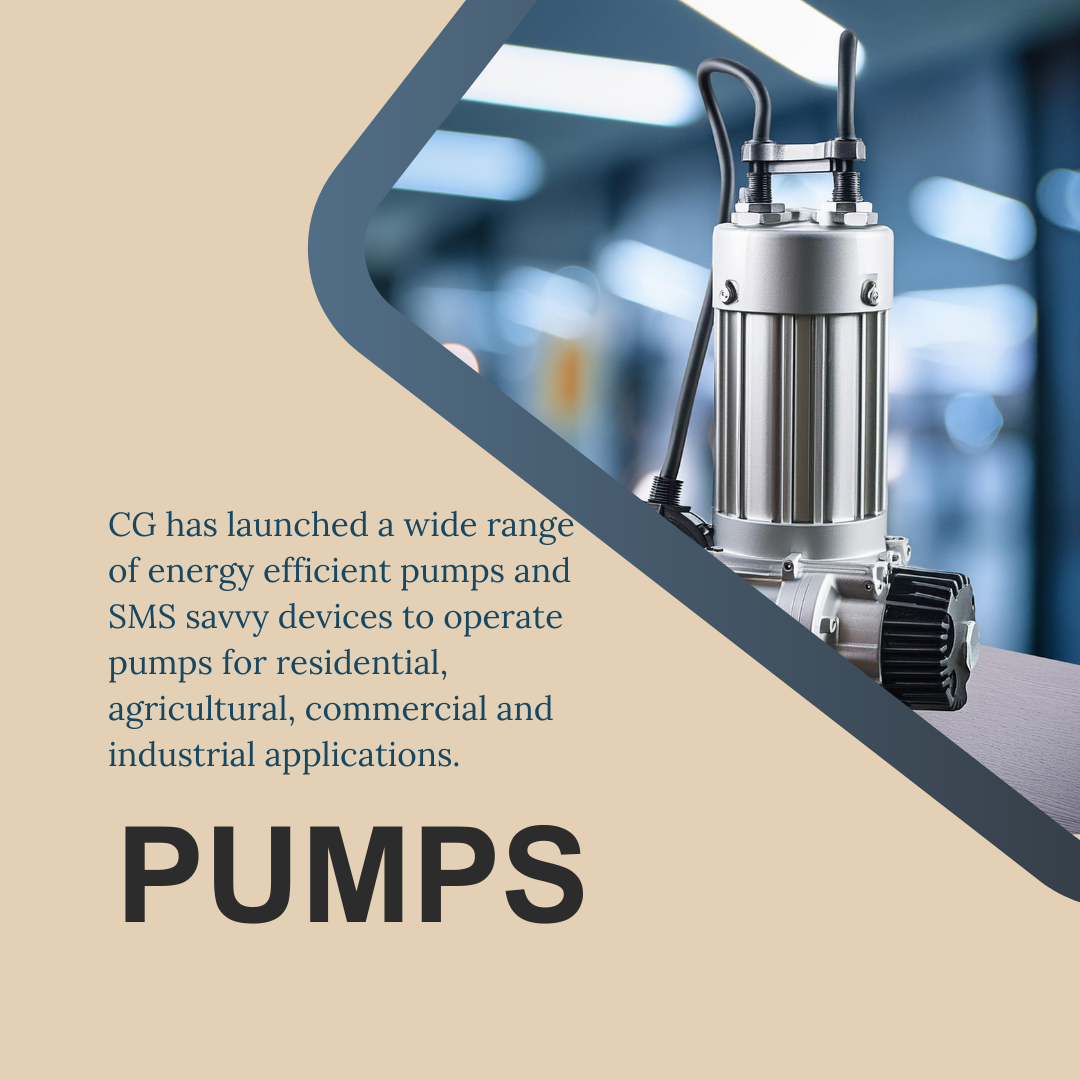 CG has launched a wide range
of energy efficient pumps and
SMS savvy devices to operate
pumps for residential,
agricultural, commercial and
industrial applications.
PUMPS